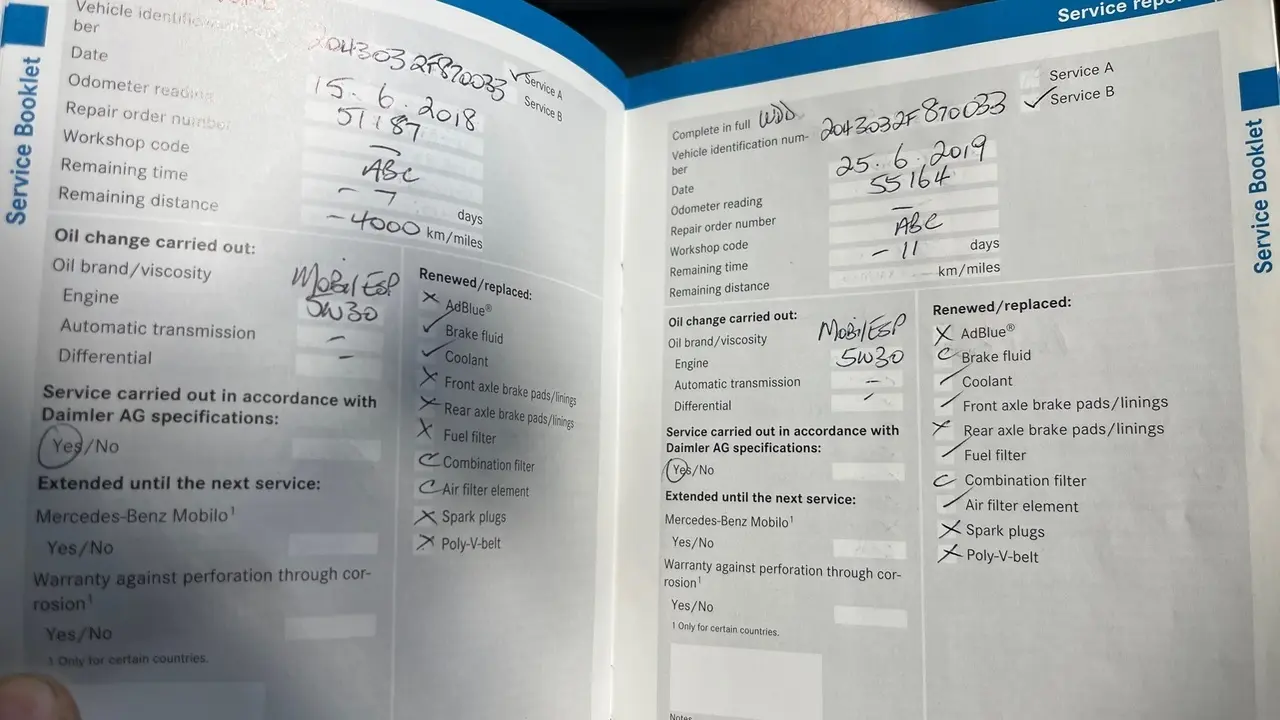 Service Booklet
Vehicle identification num-
ber
2043032F870033
✓ Service A
Service B
Date
15.6.2018
Odometer reading
51187
Repair order number
–
Workshop code
ABC
Remaining time
– 7 days
Remaining distance
– 4000 km/miles
Oil change carried out:
Oil brand/viscosity
Mobil ESP
Engine
5W30
Automatic transmission
–
Differential
–
Service carried out in accordance with
Daimler AG specifications:
Yes/No
Extended until the next service:
Mercedes-Benz Mobilo¹
Yes/No
Warranty against perforation through cor-
rosion¹
Yes/No
¹ Only for certain countries.
Renewed/replaced:
X AdBlue®
✓ Brake fluid
✓ Coolant
X Front axle brake pads/linings
X Rear axle brake pads/linings
X Fuel filter
C Combination filter
C Air filter element
X Spark plugs
X Poly-V-belt
Service
Service A
✓ Service B
Complete in full WDD
Vehicle identification num-
ber
2043032F870033
Date
25.6.2019
Odometer reading
55164
Repair order number
–
Workshop code
ABC
Remaining time
– 11 days
Remaining distance
km/miles
Oil change carried out:
Oil brand/viscosity
Mobil ESP
Engine
5W30
Automatic transmission
–
Differential
–
Service carried out in accordance with
Daimler AG specifications:
Yes/No
Extended until the next service:
Mercedes-Benz Mobilo¹
Yes/No
Warranty against perforation through cor-
rosion¹
Yes/No
¹ Only for certain countries.
Notes
Renewed/replaced:
X AdBlue®
C Brake fluid
✓ Coolant
✓ Front axle brake pads/linings
X Rear axle brake pads/linings
✓ Fuel filter
C Combination filter
✓ Air filter element
X Spark plugs
X Poly-V-belt
Service Booklet